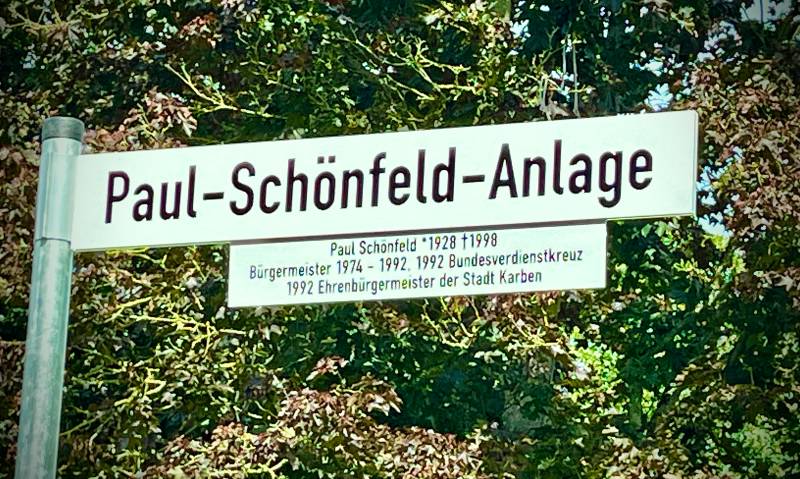 Paul-Schönfeld-Anlage
Paul Schönfeld *1928 †1998
Bürgermeister 1974 - 1992, 1992 Bundesverdienstkreuz
1992 Ehrenbürgermeister der Stadt Karben